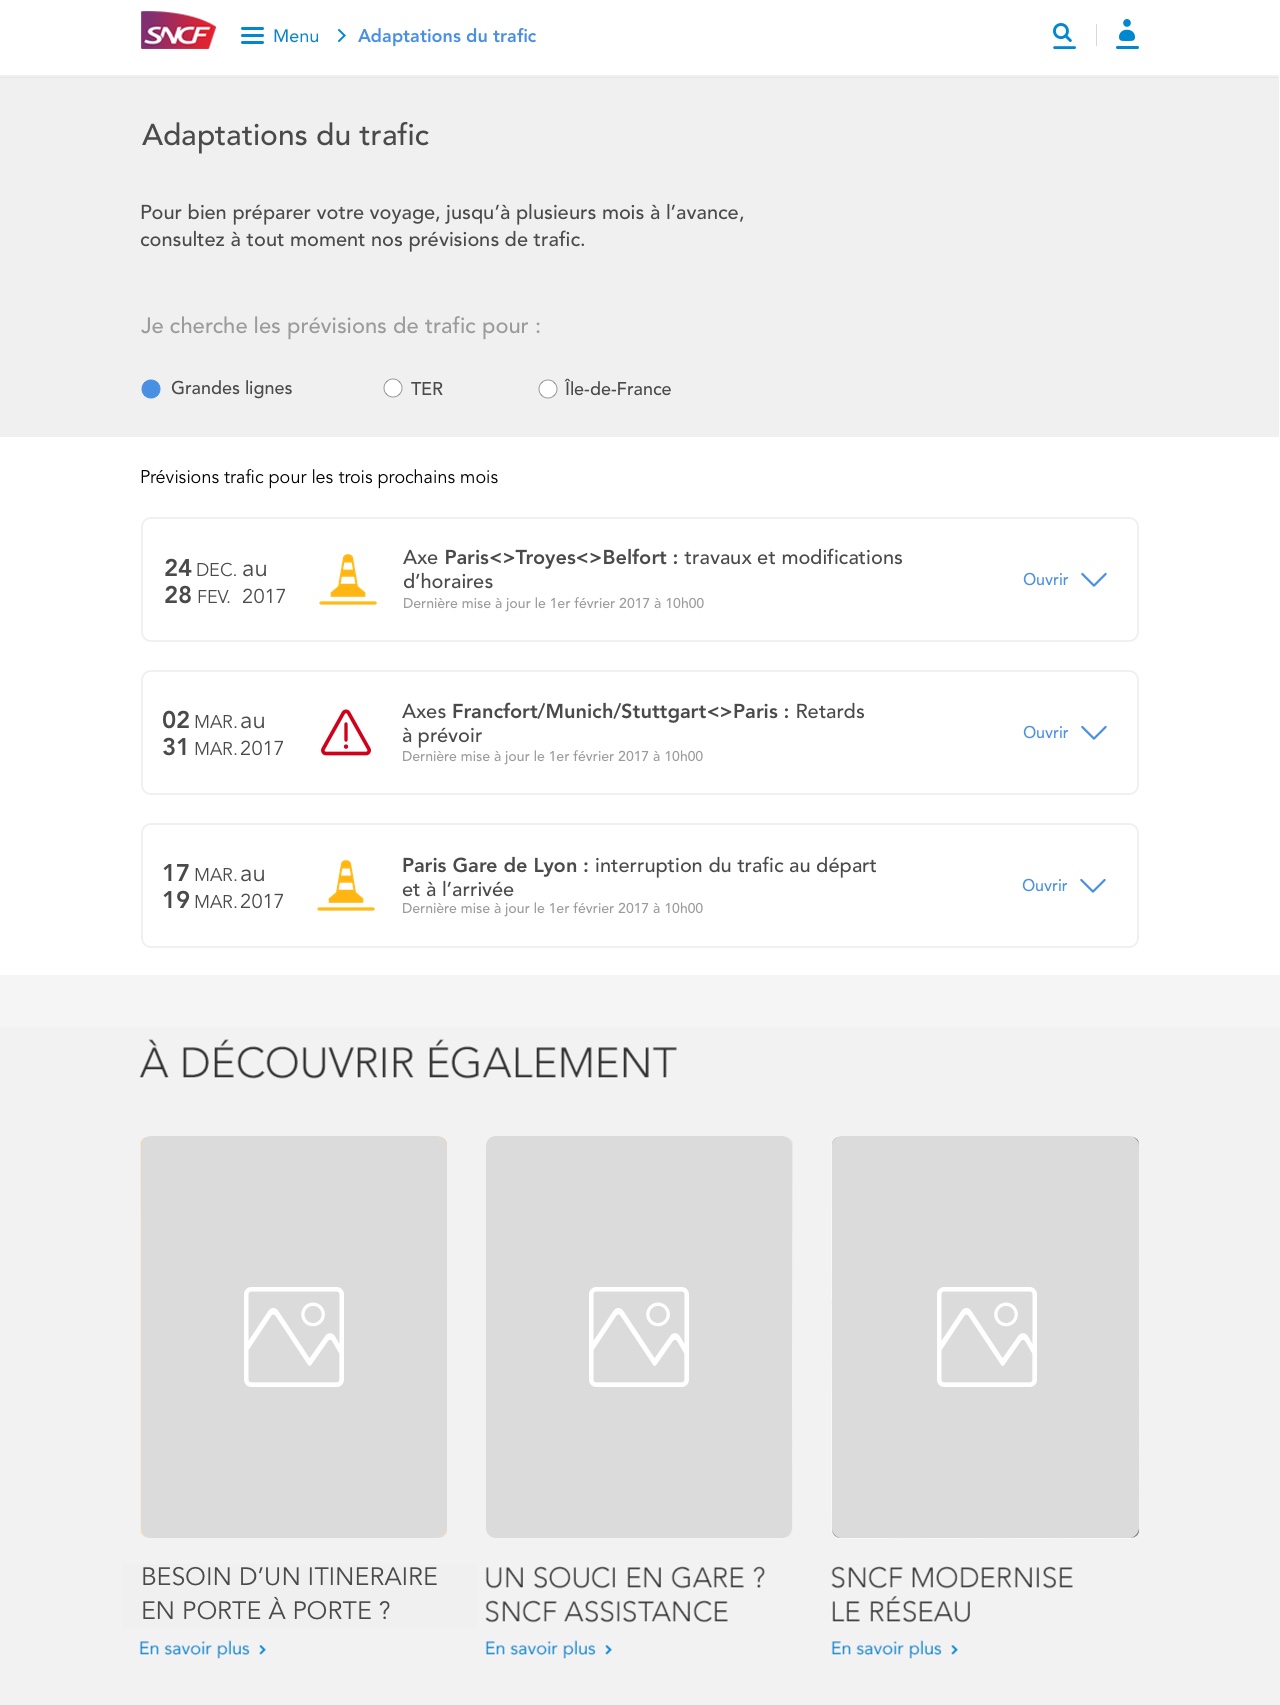 SNCF
Menu > Adaptations du trafic
Adaptations du trafic
Pour bien préparer votre voyage, jusqu’à plusieurs mois à l’avance,
consultez à tout moment nos prévisions de trafic.
Je cherche les prévisions de trafic pour :
Grandes lignes
TER
Île-de-France
Prévisions trafic pour les trois prochains mois
24 DEC. au
28 FEV. 2017
Axe Paris<>Troyes<>Belfort : travaux et modifications
d’horaires
Dernière mise à jour le 1er février 2017 à 10h00
Ouvrir
02 MAR. au
31 MAR. 2017
Axes Francfort/Munich/Stuttgart<>Paris : Retards
à prévoir
Dernière mise à jour le 1er février 2017 à 10h00
Ouvrir
17 MAR. au
19 MAR. 2017
Paris Gare de Lyon : interruption du trafic au départ
et à l’arrivée
Dernière mise à jour le 1er février 2017 à 10h00
Ouvrir
À DÉCOUVRIR ÉGALEMENT
BESOIN D’UN ITINERAIRE
EN PORTE À PORTE ?
En savoir plus >
UN SOUCI EN GARE ?
SNCF ASSISTANCE
En savoir plus >
SNCF MODERNISE
LE RÉSEAU
En savoir plus >